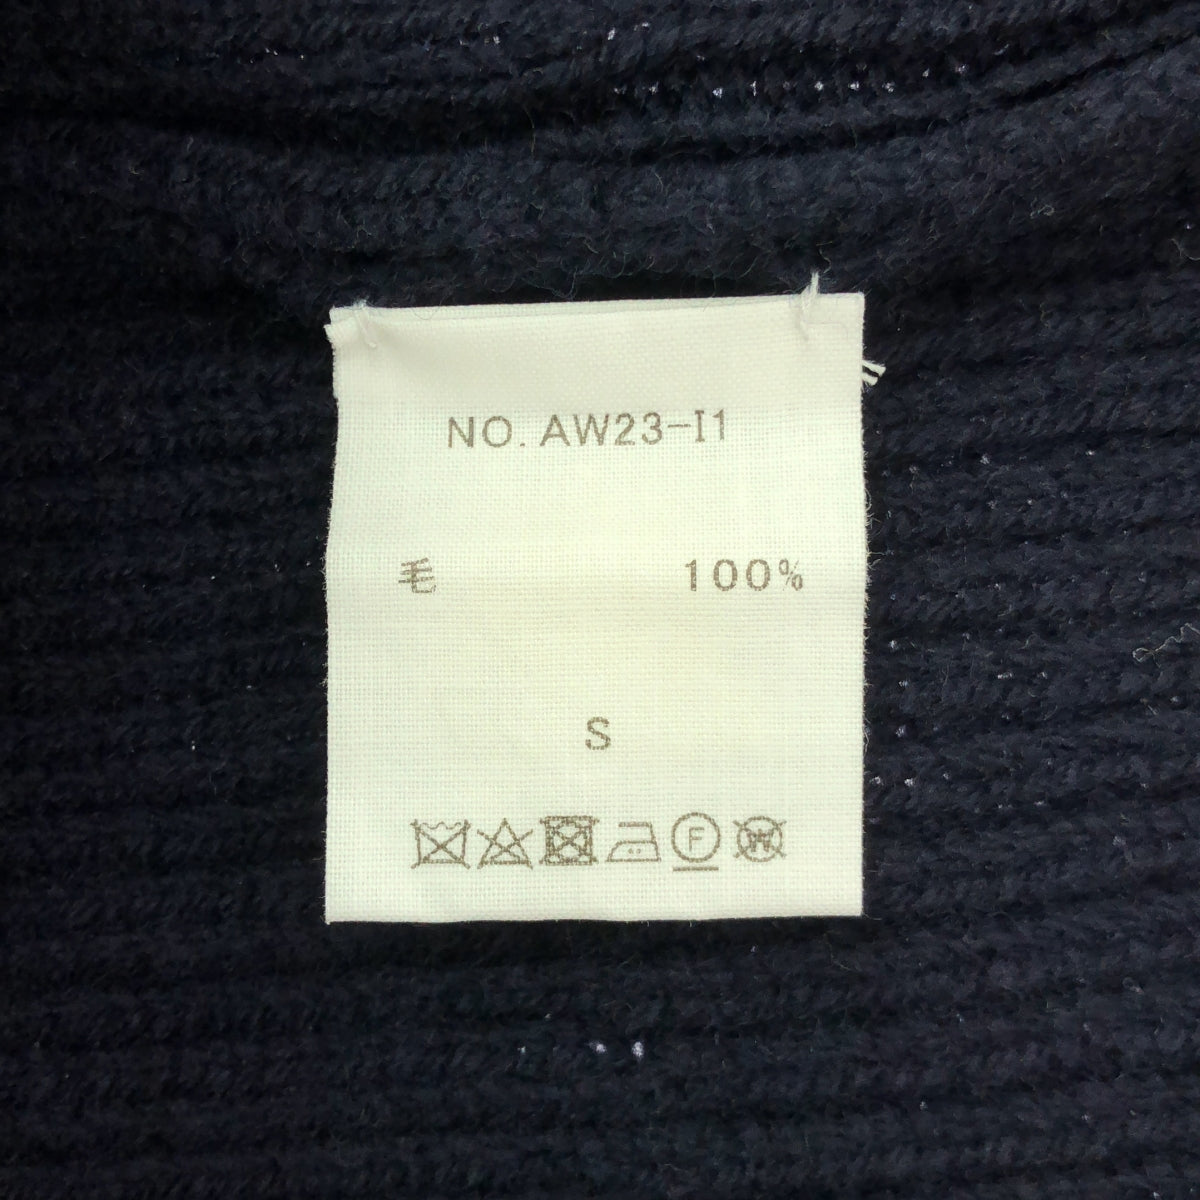 NO. AW23-I1
毛 100%
S
F W